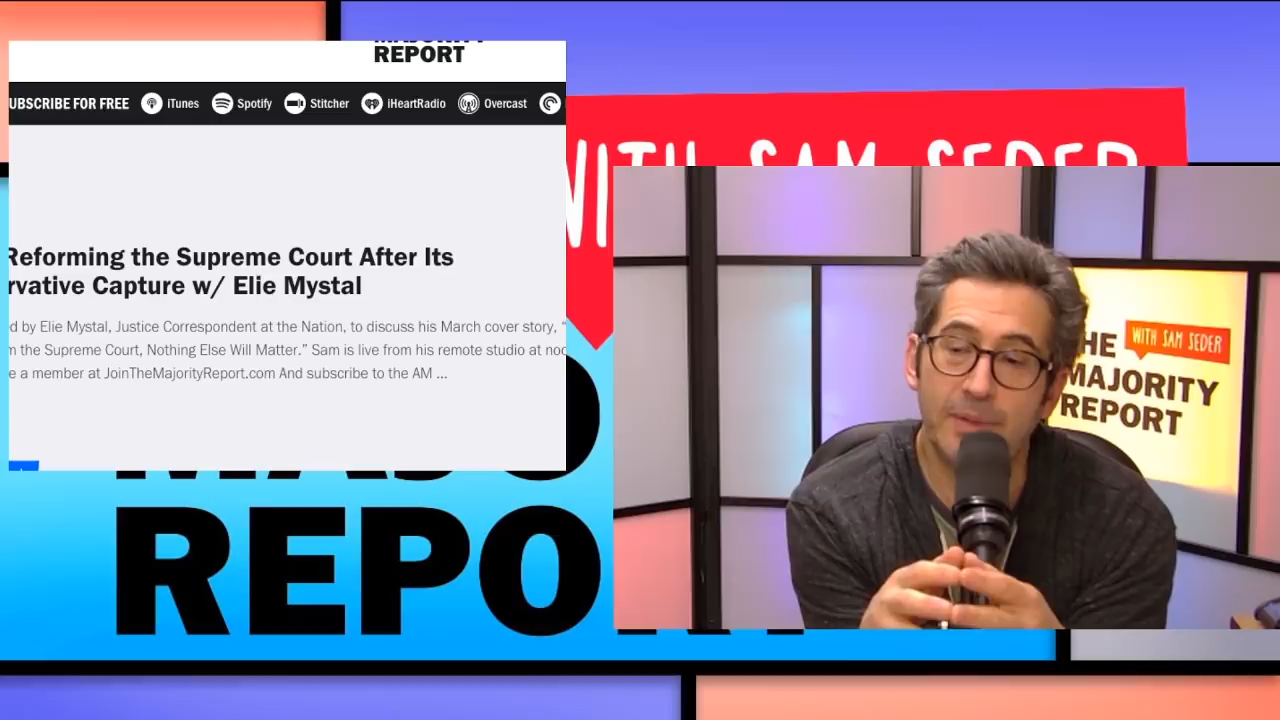 REPORT
UBSCRIBE FOR FREE iTunes Spotify Stitcher iHeartRadio Overcast
Reforming the Supreme Court After Its
rvative Capture w/ Elie Mystal
ed by Elie Mystal, Justice Correspondent at the Nation, to discuss his March cover story, “
m the Supreme Court, Nothing Else Will Matter.” Sam is live from his remote studio at noo
e a member at JoinTheMajorityReport.com And subscribe to the AM ...
WITH SAM SEDER
REPO
WITH SAM SEDER
THE
MAJORITY
REPORT